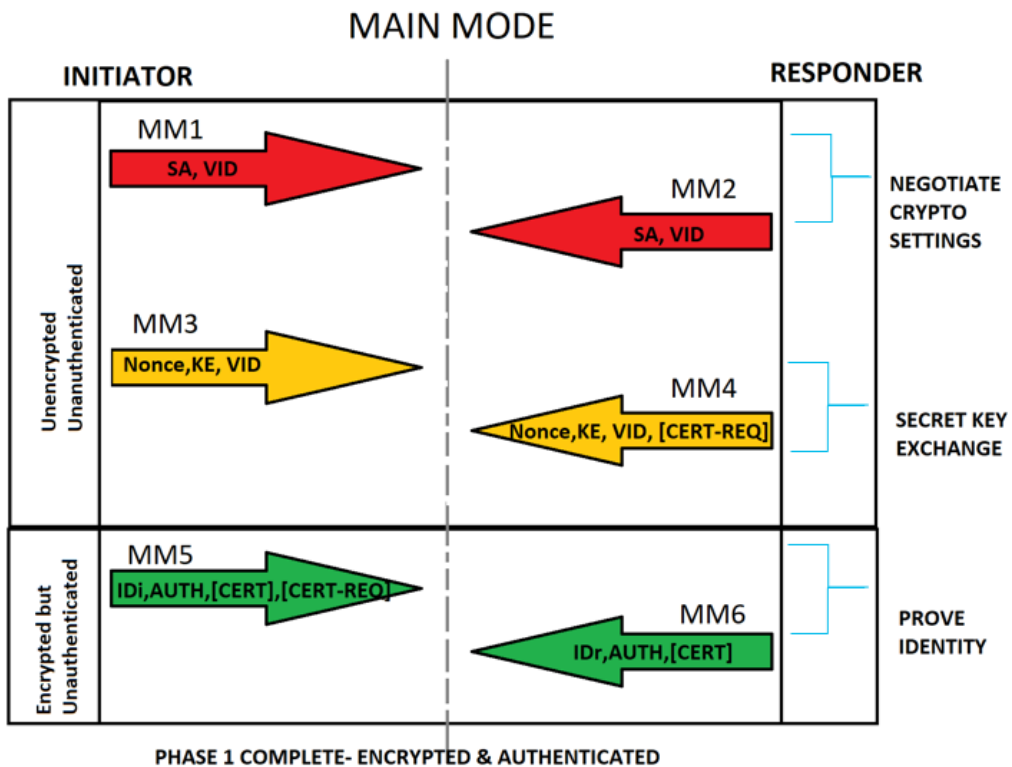 MAIN MODE
INITIATOR
RESPONDER
MM1
SA, VID
MM2
SA, VID
NEGOTIATE
CRYPTO
SETTINGS
Unencrypted
Unanuthenticated
MM3
Nonce,KE, VID
MM4
Nonce,KE, VID, [CERT-REQ]
SECRET KEY
EXCHANGE
Encrypted but
Unauthenticated
MM5
IDi,AUTH,[CERT],[CERT-REQ]
MM6
IDr,AUTH,[CERT]
PROVE
IDENTITY
PHASE 1 COMPLETE- ENCRYPTED & AUTHENTICATED